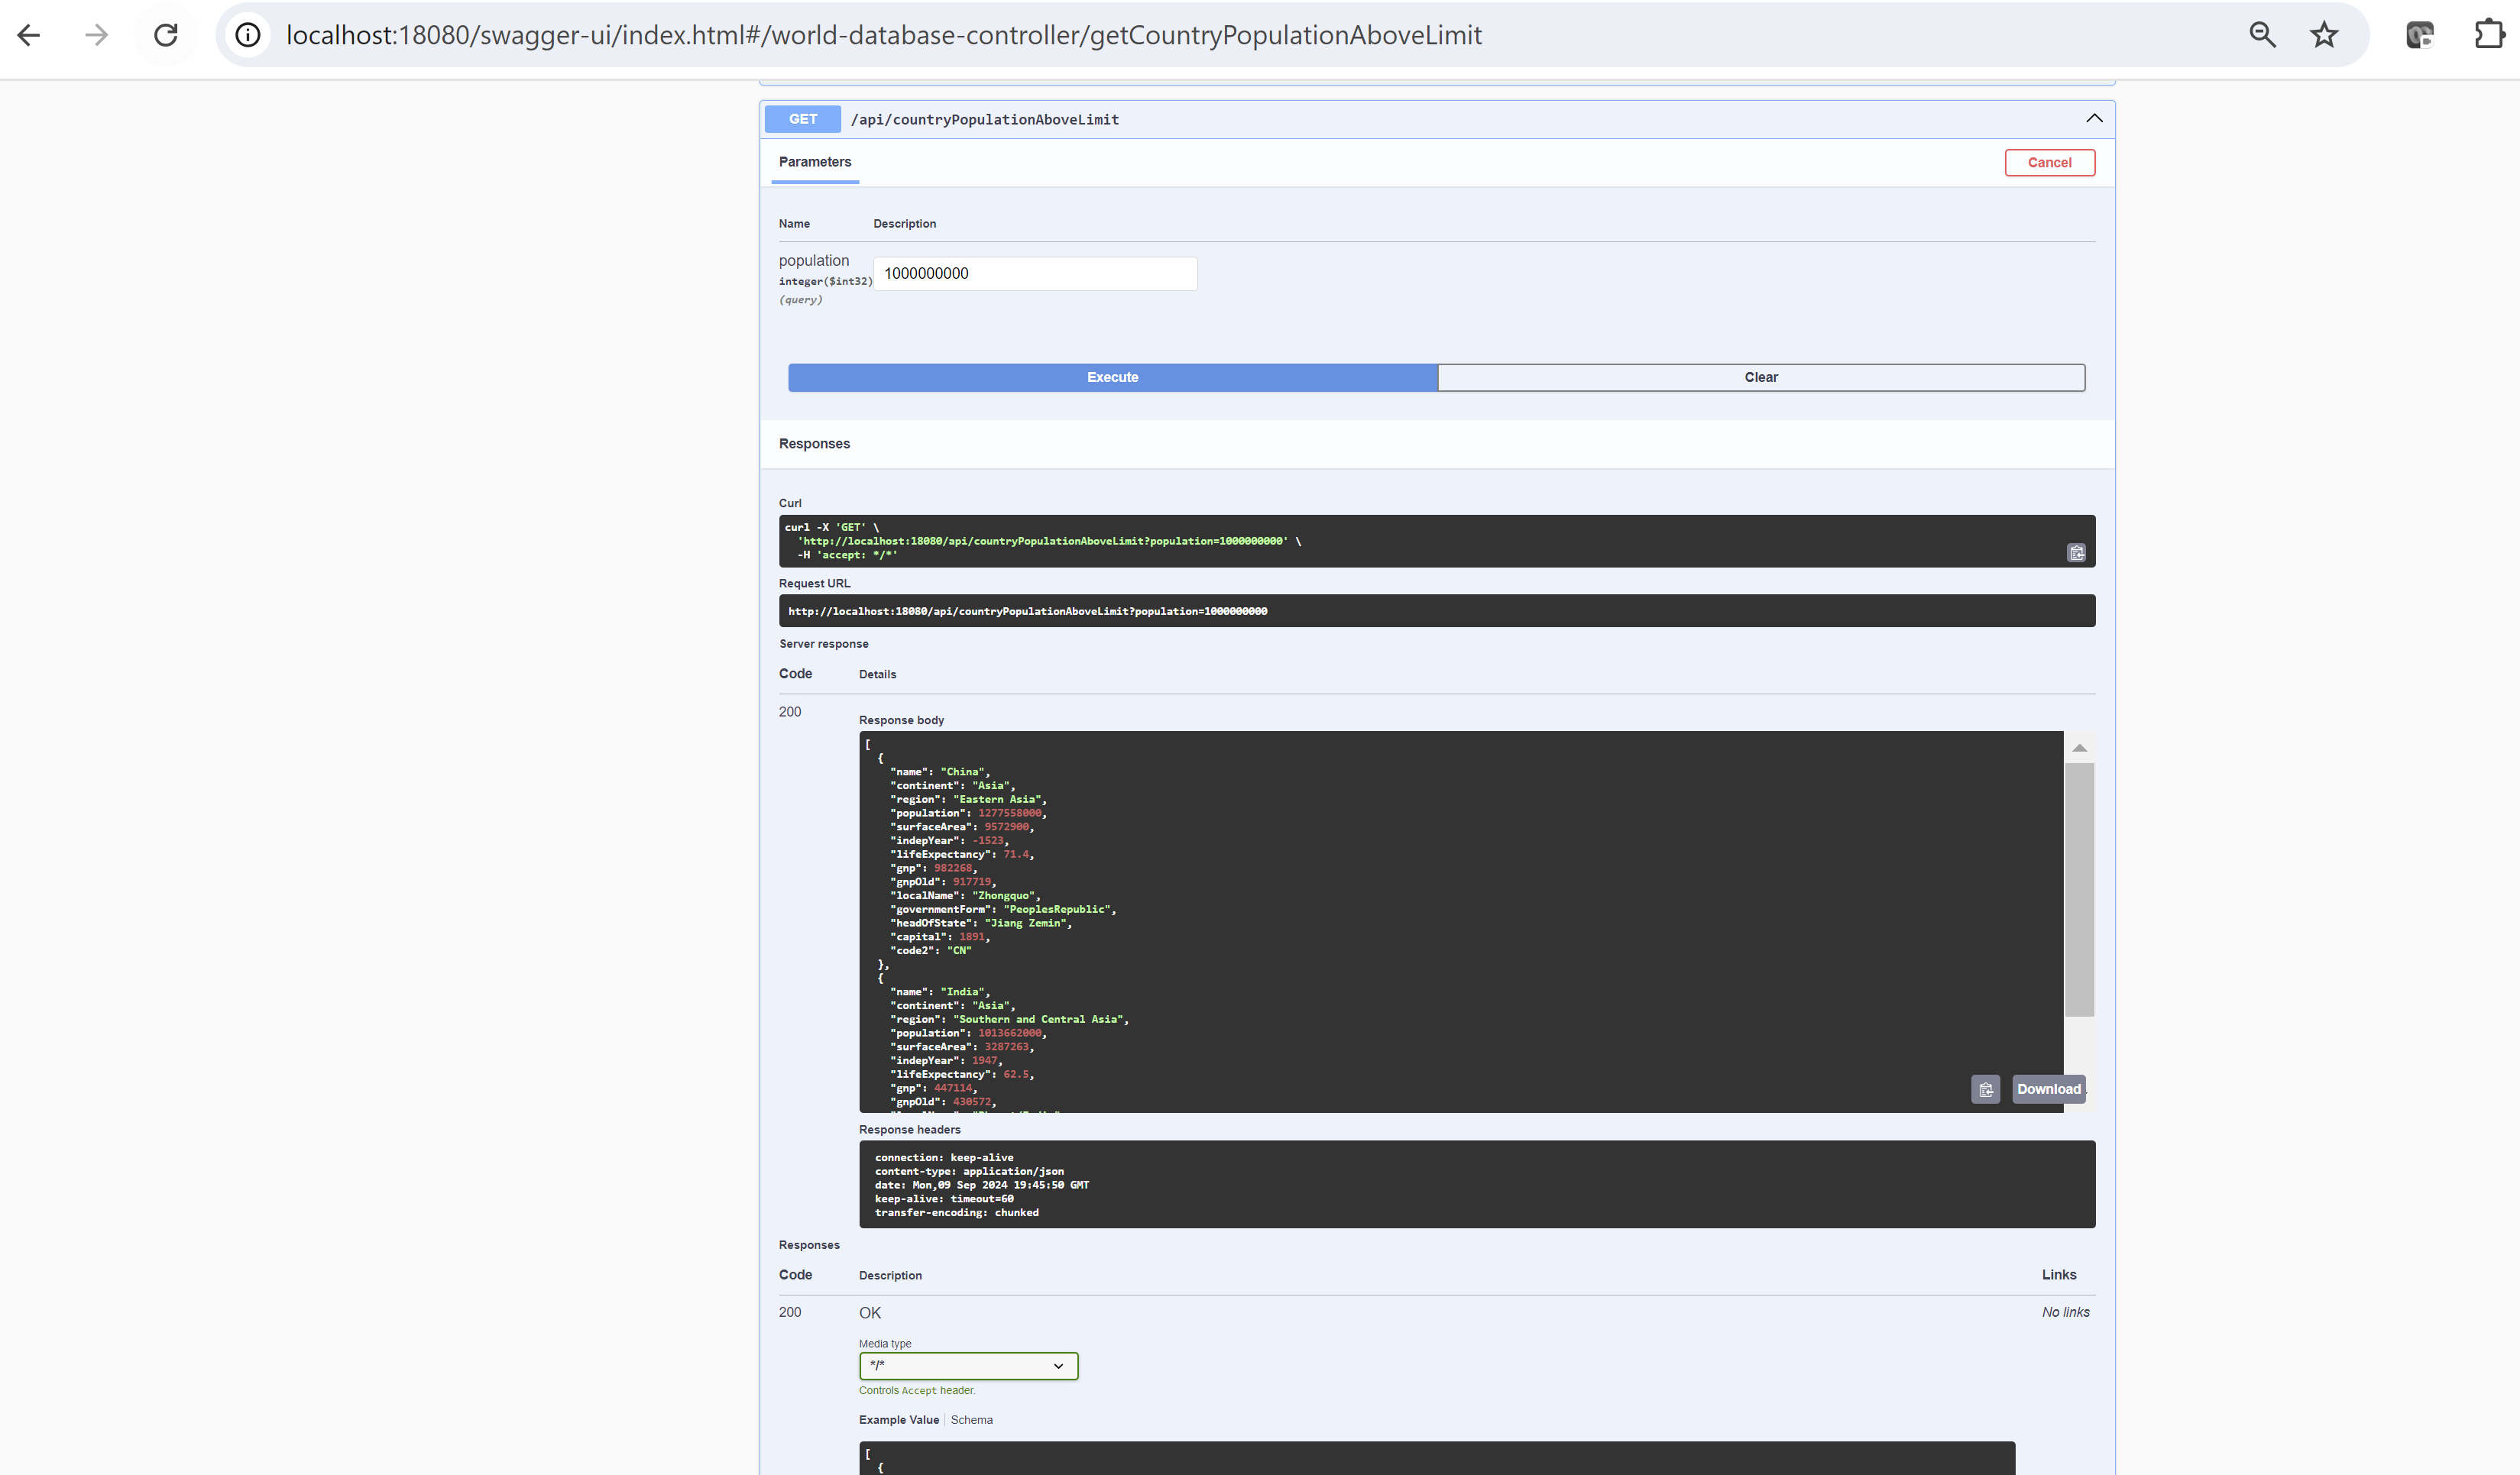 localhost:18080/swagger-ui/index.html#/world-database-controller/getCountryPopulationAboveLimit
GET /api/countryPopulationAboveLimit
Parameters
Cancel
Name Description
population
integer($int32)
(query)
1000000000
Execute
Clear
Responses
Curl
curl -X 'GET' \
'http://localhost:18080/api/countryPopulationAboveLimit?population=1000000000' \
-H 'accept: */*'
Request URL
http://localhost:18080/api/countryPopulationAboveLimit?population=1000000000
Server response
Code Details
200
Response body
[
{
"name": "China",
"continent": "Asia",
"region": "Eastern Asia",
"population": 1277558000,
"surfaceArea": 9572900,
"indepYear": -1523,
"lifeExpectancy": 71.4,
"gnp": 982268,
"gnpOld": 917719,
"localName": "Zhongquo",
"governmentForm": "PeoplesRepublic",
"headOfState": "Jiang Zemin",
"capital": 1891,
"code2": "CN"
},
{
"name": "India",
"continent": "Asia",
"region": "Southern and Central Asia",
"population": 1013662000,
"surfaceArea": 3287263,
"indepYear": 1947,
"lifeExpectancy": 62.5,
"gnp": 447114,
"gnpOld": 430572,
Download
Response headers
connection: keep-alive
content-type: application/json
date: Mon,09 Sep 2024 19:45:50 GMT
keep-alive: timeout=60
transfer-encoding: chunked
Responses
Code Description Links
200 OK No links
Media type
*/*
Controls Accept header.
Example Value Schema
[
{